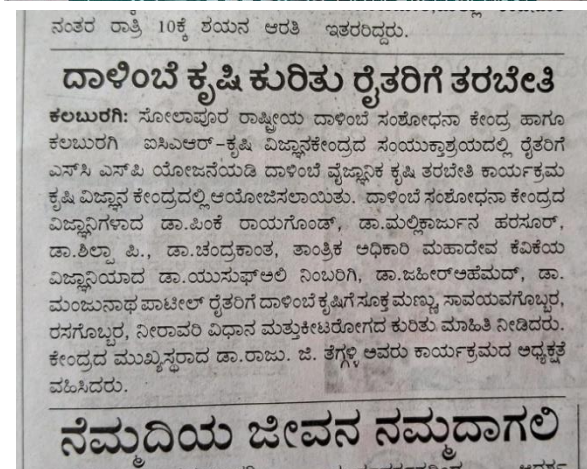 ನಂತರ ರಾತ್ರಿ 10ಕ್ಕೆ ಶಯನ ಆರತಿ ಇತರರಿದ್ದರು.
ದಾಳಿಂಬೆ ಕೃಷಿ ಕುರಿತು ರೈತರಿಗೆ ತರಬೇತಿ
ಕಲಬುರಗಿ: ಸೋಲಾಪೂರ ರಾಷ್ಟ್ರೀಯ ದಾಳಿಂಬೆ ಸಂಶೋಧನಾ ಕೇಂದ್ರ ಹಾಗೂ
ಕಲಬುರಗಿ ಐಸಿಎಆರ್-ಕೃಷಿ ವಿಜ್ಞಾನಕೇಂದ್ರದ ಸಂಯುಕ್ತಾಶ್ರಯದಲ್ಲಿ ರೈತರಿಗೆ
ಎಸ್‌ಸಿ ಎಸ್‌ಪಿ ಯೋಜನೆಯಡಿ ದಾಳಿಂಬೆ ವೈಜ್ಞಾನಿಕ ಕೃಷಿ ತರಬೇತಿ ಕಾರ್ಯಕ್ರಮ
ಕೃಷಿ ವಿಜ್ಞಾನ ಕೇಂದ್ರದಲ್ಲಿ ಆಯೋಜಿಸಲಾಯಿತು. ದಾಳಿಂಬೆ ಸಂಶೋಧನಾ ಕೇಂದ್ರದ
ವಿಜ್ಞಾನಿಗಳಾದ ಡಾ.ಪಿಂಕೆ ರಾಯಗೊಂಡ್, ಡಾ.ಮಲ್ಲಿಕಾರ್ಜುನ ಹರಸೂರ್,
ಡಾ.ಶಿಲ್ಪಾ ಪಿ., ಡಾ.ಚಂದ್ರಕಾಂತ, ತಾಂತ್ರಿಕ ಅಧಿಕಾರಿ ಮಹಾದೇವ ಕೆವಿಕೆಯ
ವಿಜ್ಞಾನಿಯಾದ ಡಾ.ಯುಸುಫ್‌ಅಲಿ ನಿಂಬರಿಗಿ, ಡಾ.ಜಹೀರ್‌ಅಹೆಮದ್, ಡಾ.
ಮಂಜುನಾಥ ಪಾಟೀಲ್ ರೈತರಿಗೆ ದಾಳಿಂಬೆ ಕೃಷಿಗೆ ಸೂಕ್ತ ಮಣ್ಣು, ಸಾವಯವಗೊಬ್ಬರ,
ರಸಗೊಬ್ಬರ, ನೀರಾವರಿ ವಿಧಾನ ಮತ್ತುಕೀಟರೋಗದ ಕುರಿತು ಮಾಹಿತಿ ನೀಡಿದರು.
ಕೇಂದ್ರದ ಮುಖ್ಯಸ್ಥರಾದ ಡಾ.ರಾಜು. ಜಿ. ತೆಗ್ಗಳ್ಳಿ ಅವರು ಕಾರ್ಯಕ್ರಮದ ಅಧ್ಯಕ್ಷತೆ
ವಹಿಸಿದರು.
ನೆಮ್ಮದಿಯ ಜೀವನ ನಮ್ಮದಾಗಲಿ